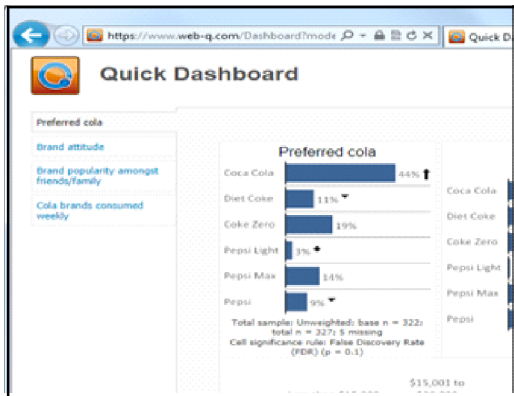 https://www.web-q.com/Dashboard?mode
Quick D
Quick Dashboard
Preferred cola
Brand attitude
Brand popularity amongst
friends/family
Cola brands consumed
weekly
Preferred cola
Coca Cola 44%
Diet Coke 11%
Coke Zero 19%
Pepsi Light 3%
Pepsi Max 14%
Pepsi 9%
Total sample; Unweighted; base n = 322;
total n = 327; 5 missing
Cell significance rule: False Discovery Rate
(FDR) (p = 0.1)
Coca Cola
Diet Coke
Coke Zero
Pepsi Light
Pepsi Max
Pepsi
$15,001 to